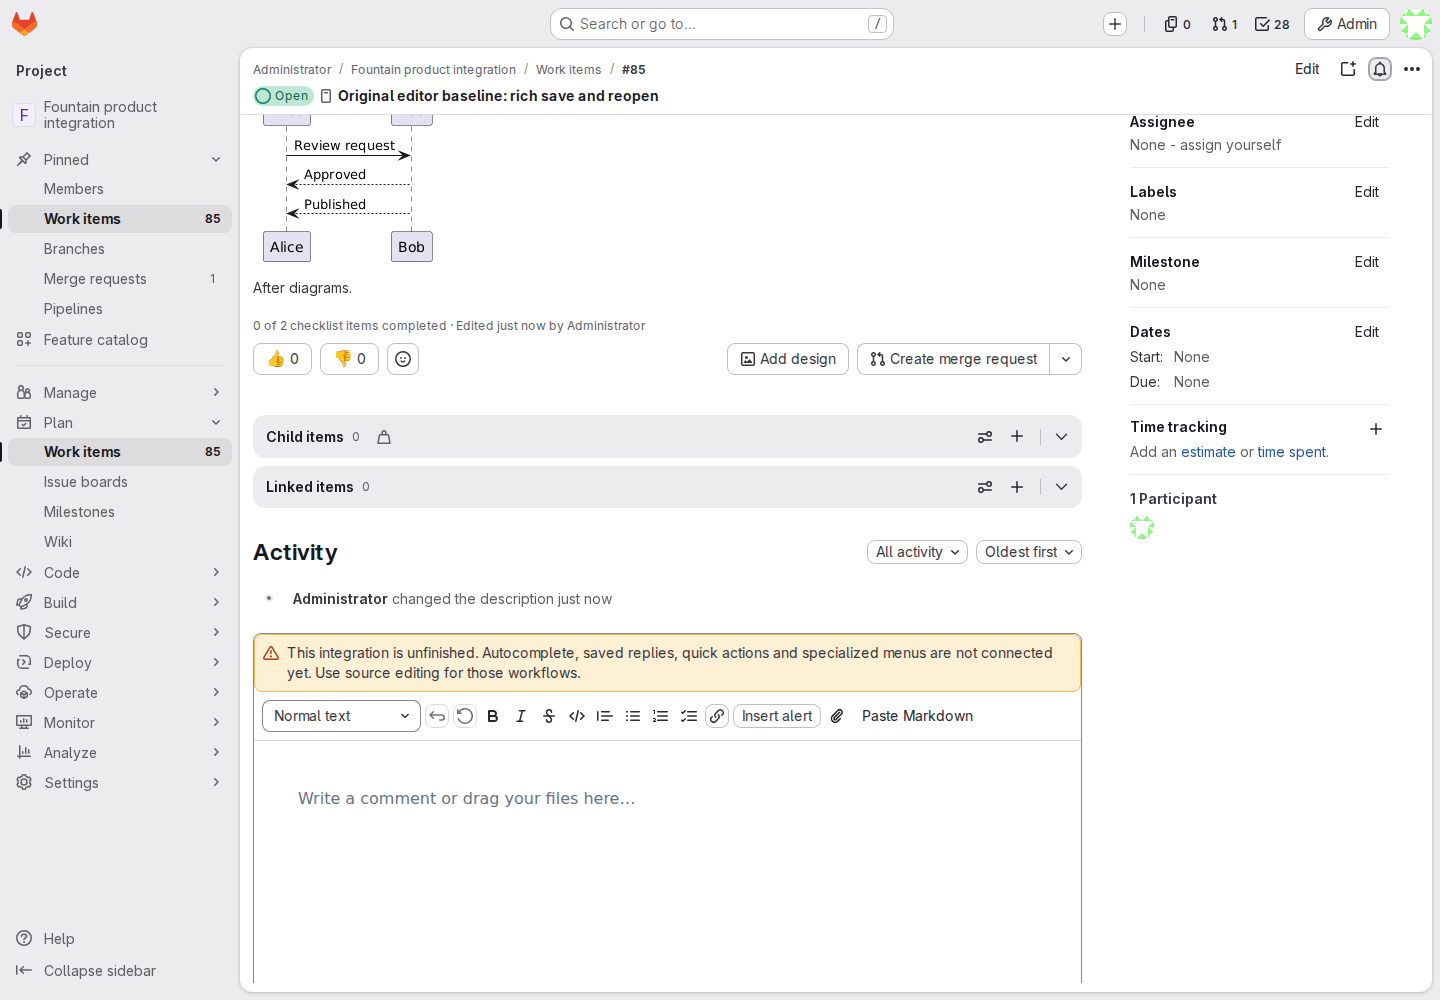 Search or go to...
/
0
1
28
Admin
Project
F
Fountain product
integration
Pinned
Members
Work items
85
Branches
Merge requests
1
Pipelines
Feature catalog
Manage
Plan
Work items
85
Issue boards
Milestones
Wiki
Code
Build
Secure
Deploy
Operate
Monitor
Analyze
Settings
Help
Collapse sidebar
Administrator / Fountain product integration / Work items / #85
Edit
Open
Original editor baseline: rich save and reopen
Review request
Approved
Published
Alice
Bob
After diagrams.
0 of 2 checklist items completed · Edited just now by Administrator
👍 0
👎 0
Add design
Create merge request
Child items 0
Linked items 0
Activity
All activity
Oldest first
Administrator changed the description just now
This integration is unfinished. Autocomplete, saved replies, quick actions and specialized menus are not connected
yet. Use source editing for those workflows.
Normal text
Insert alert
Paste Markdown
Write a comment or drag your files here…
Assignee
Edit
None - assign yourself
Labels
Edit
None
Milestone
Edit
None
Dates
Edit
Start: None
Due: None
Time tracking
Add an estimate or time spent.
1 Participant